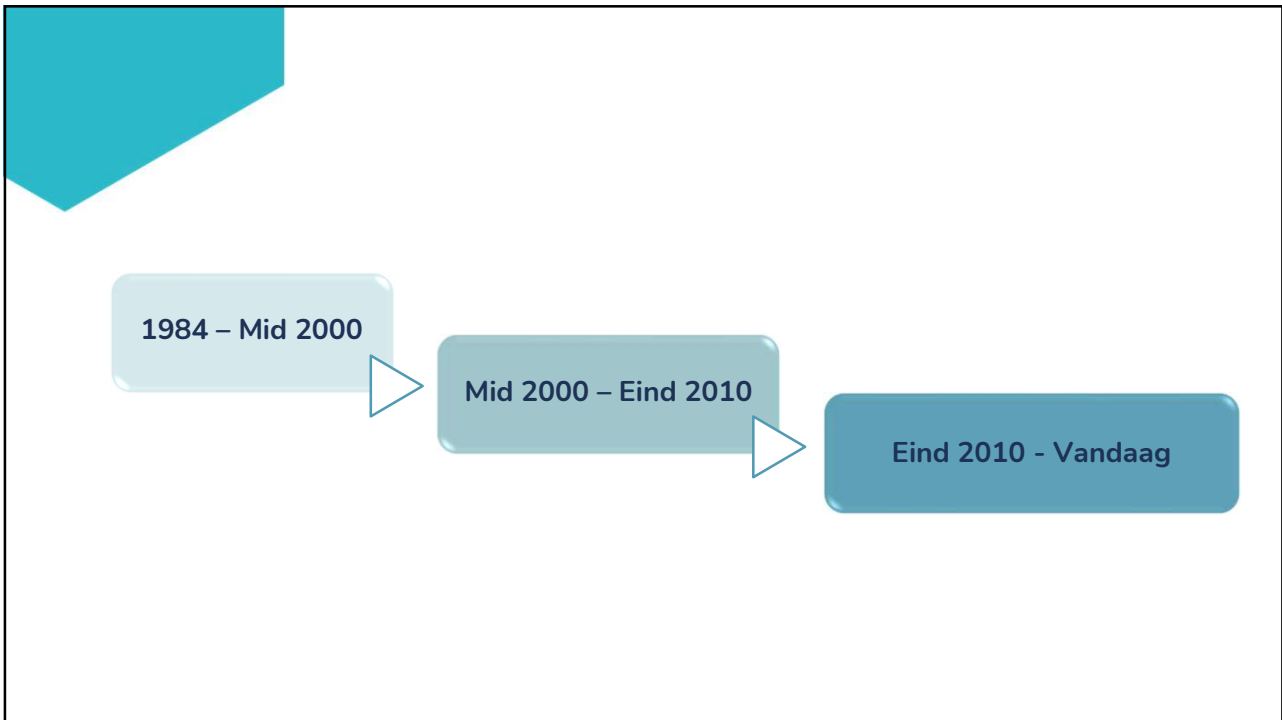 1984 – Mid 2000
Mid 2000 – Eind 2010
Eind 2010 - Vandaag